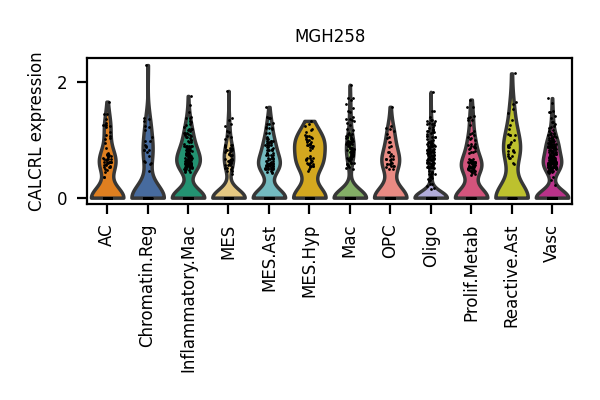 MGH258
CALCRL expression
2
0
AC
Chromatin.Reg
Inflammatory.Mac
MES
MES.Ast
MES.Hyp
Mac
OPC
Oligo
Prolif.Metab
Reactive.Ast
Vasc